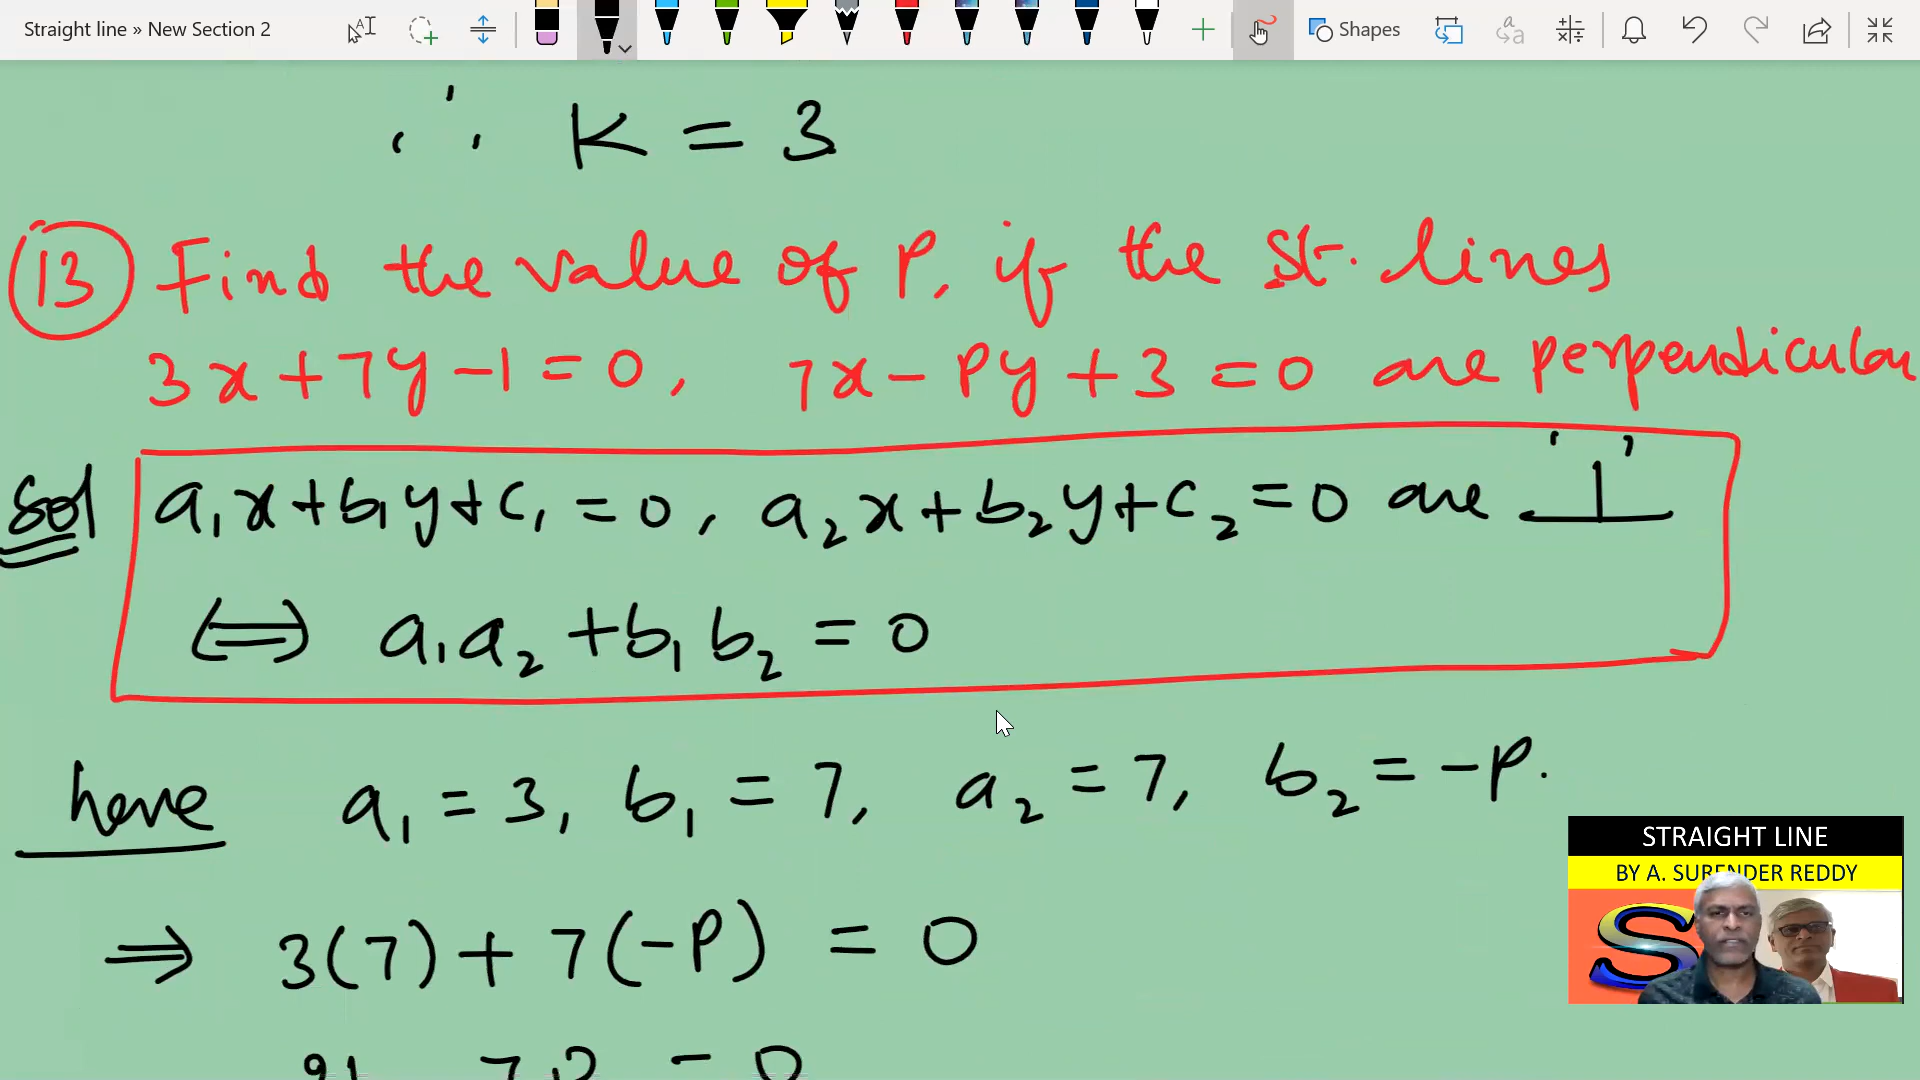 Straight line » New Section 2
Shapes
∴ K = 3
13 Find the value of P, if the St. lines
3x + 7y - 1 = 0, 7x - Py + 3 = 0 are perpendicular
Sol a₁x + b₁y + c₁ = 0, a₂x + b₂y + c₂ = 0 are ⊥
⟺ a₁a₂ + b₁b₂ = 0
here a₁ = 3, b₁ = 7, a₂ = 7, b₂ = -P.
STRAIGHT LINE
BY A. SURENDER REDDY
⇒ 3(7) + 7(-P) = 0